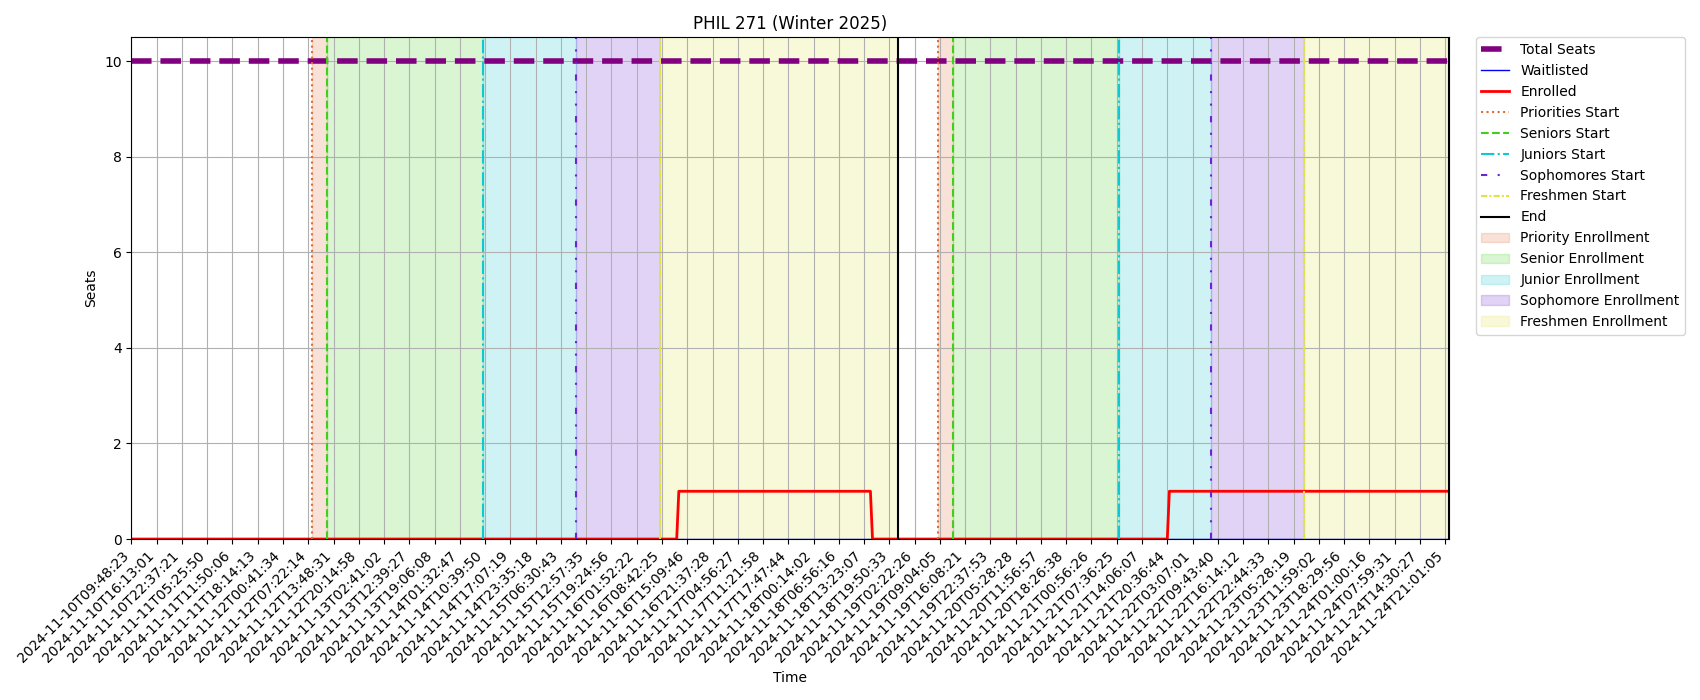 PHIL 271 (Winter 2025)
Seats
10
8
6
4
2
0
2024-11-10T09:48:23
2024-11-10T16:13:01
2024-11-10T22:37:21
2024-11-11T05:25:50
2024-11-11T11:50:06
2024-11-11T18:14:13
2024-11-12T00:41:34
2024-11-12T07:22:14
2024-11-12T13:48:31
2024-11-12T20:14:58
2024-11-13T02:41:02
2024-11-13T12:39:27
2024-11-13T19:06:08
2024-11-14T01:32:47
2024-11-14T10:39:50
2024-11-14T17:07:19
2024-11-14T23:35:18
2024-11-15T06:30:43
2024-11-15T12:57:35
2024-11-15T19:24:56
2024-11-16T01:52:22
2024-11-16T08:42:25
2024-11-16T15:09:46
2024-11-16T21:37:28
2024-11-17T04:56:27
2024-11-17T11:21:58
2024-11-17T17:47:44
2024-11-18T00:14:02
2024-11-18T06:56:16
2024-11-18T13:23:07
2024-11-18T19:50:33
2024-11-19T02:22:26
2024-11-19T09:04:05
2024-11-19T16:08:21
2024-11-19T22:37:53
2024-11-20T05:28:28
2024-11-20T11:56:57
2024-11-20T18:26:38
2024-11-21T00:56:26
2024-11-21T07:36:25
2024-11-21T14:06:07
2024-11-21T20:36:44
2024-11-22T03:07:01
2024-11-22T09:43:40
2024-11-22T16:14:12
2024-11-22T22:44:33
2024-11-23T05:28:19
2024-11-23T11:59:02
2024-11-23T18:29:56
2024-11-24T01:00:16
2024-11-24T07:59:31
2024-11-24T14:30:27
2024-11-24T21:01:05
Time
Total Seats
Waitlisted
Enrolled
Priorities Start
Seniors Start
Juniors Start
Sophomores Start
Freshmen Start
End
Priority Enrollment
Senior Enrollment
Junior Enrollment
Sophomore Enrollment
Freshmen Enrollment